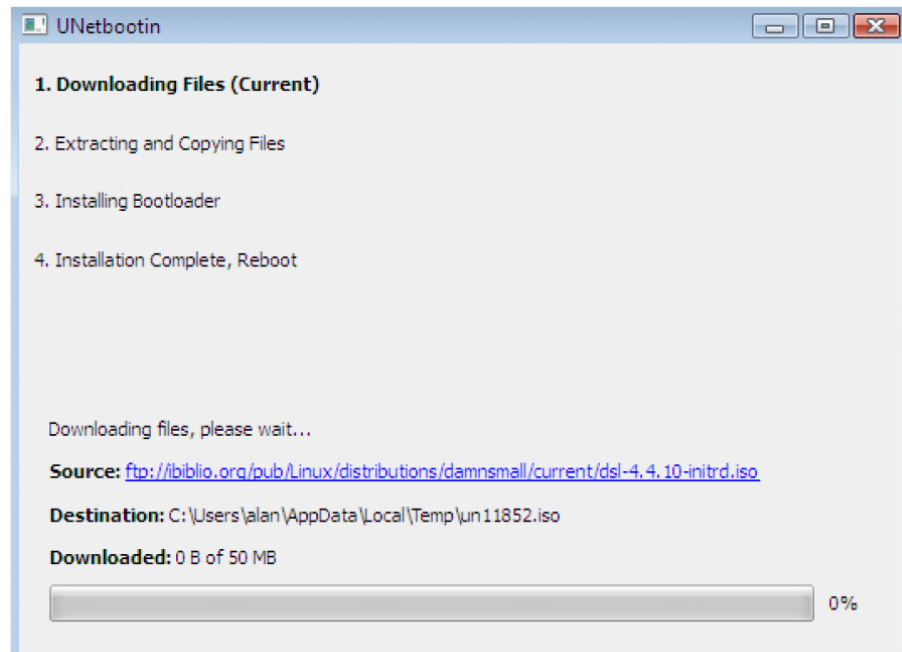 UNetbootin
1. Downloading Files (Current)
2. Extracting and Copying Files
3. Installing Bootloader
4. Installation Complete, Reboot
Downloading files, please wait...
Source: ftp://ibiblio.org/pub/Linux/distributions/damnsmall/current/dsl-4.4.10-initrd.iso
Destination: C:\Users\alan\AppData\Local\Temp\un11852.iso
Downloaded: 0 B of 50 MB
0%